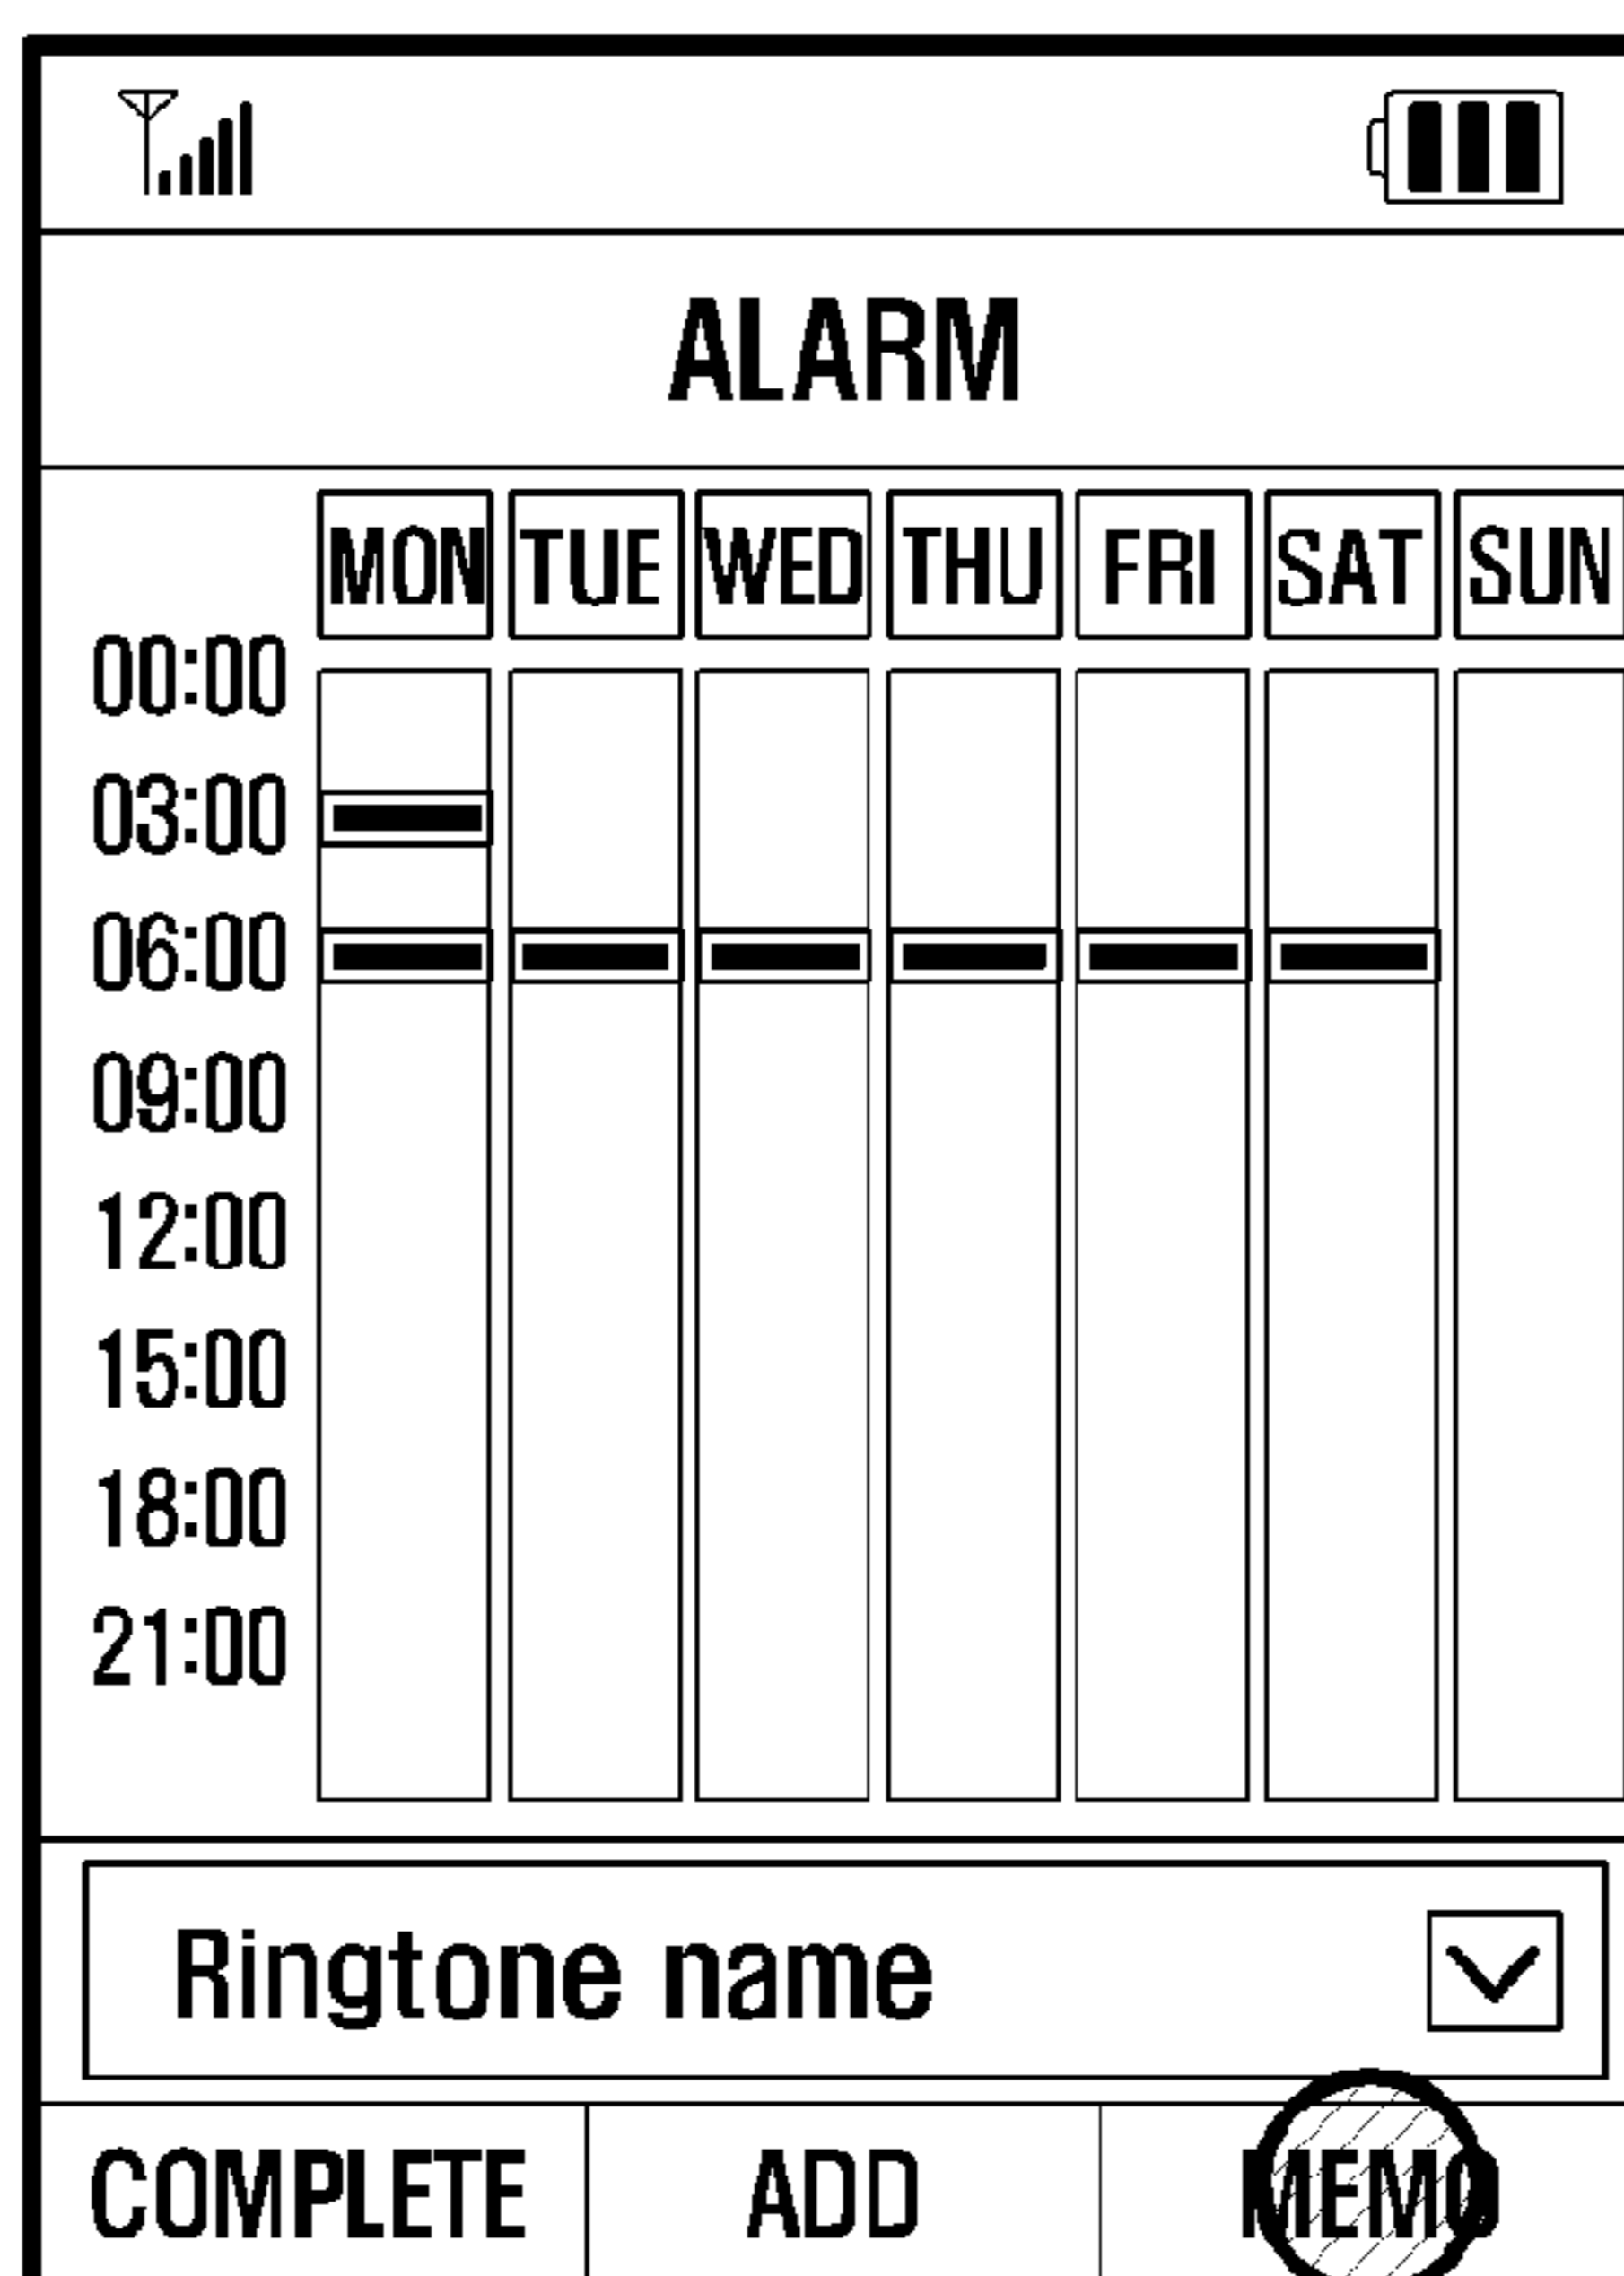 ALARM
MON TUE WED THU FRI SAT SUN
00:00
03:00
06:00
09:00
12:00
15:00
18:00
21:00
Ringtone name
COMPLETE ADD MEMO